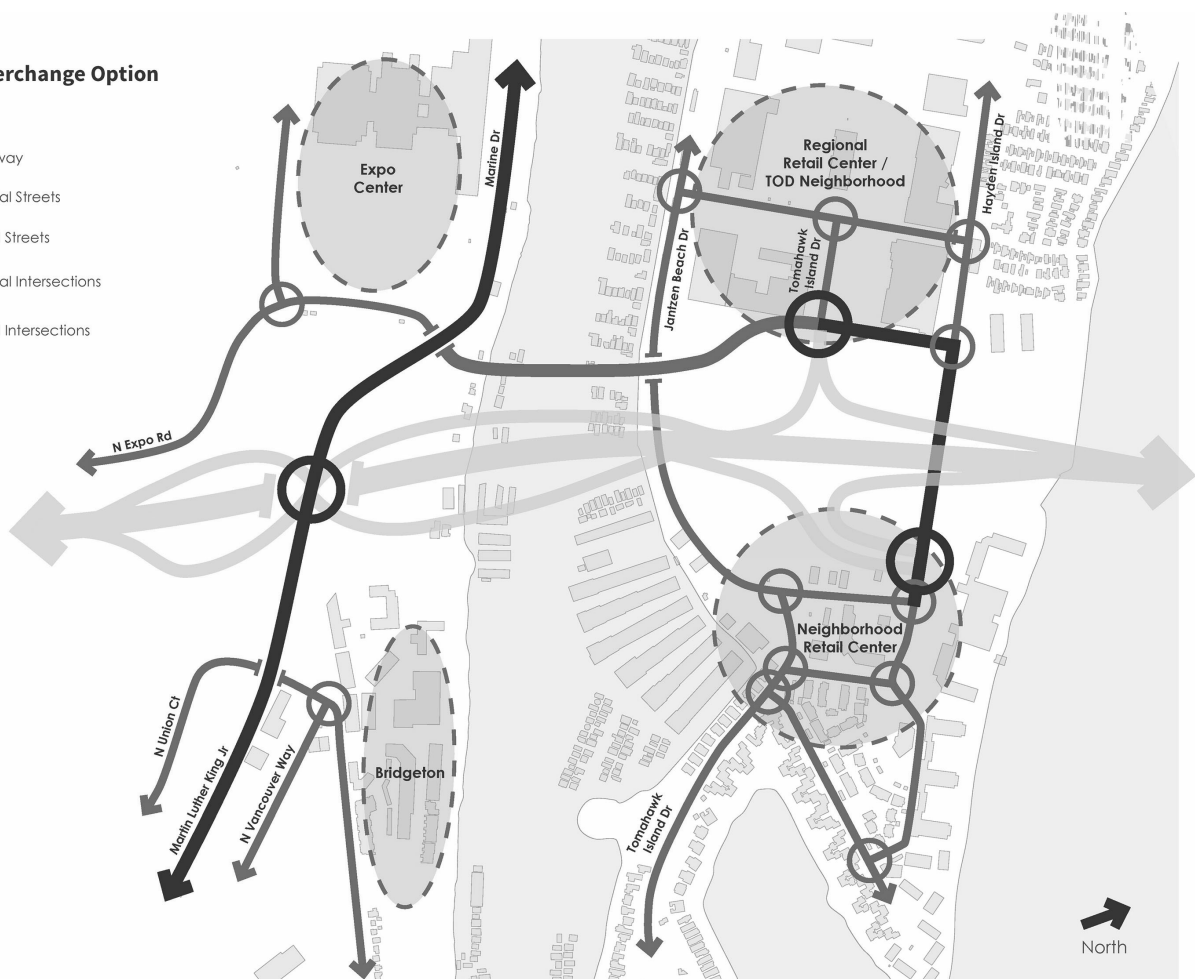 erchange Option
way
al Streets
Streets
al Intersections
Intersections
Expo
Center
Marine Dr
Regional
Retail Center /
TOD Neighborhood
Hayden Island Dr
Tomahawk
Island Dr
Jantzen Beach Dr
N Expo Rd
Neighborhood
Retail Center
N Union Ct
Martin Luther King Jr
N Vancouver Way
Bridgeton
Tomahawk
Island Dr
North